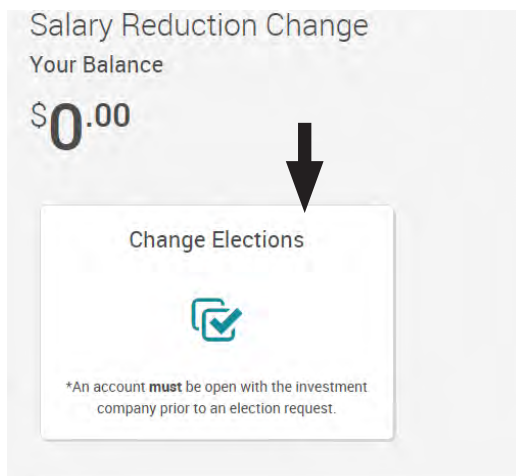 Salary Reduction Change
Your Balance
$0.00
Change Elections
*An account must be open with the investment
company prior to an election request.